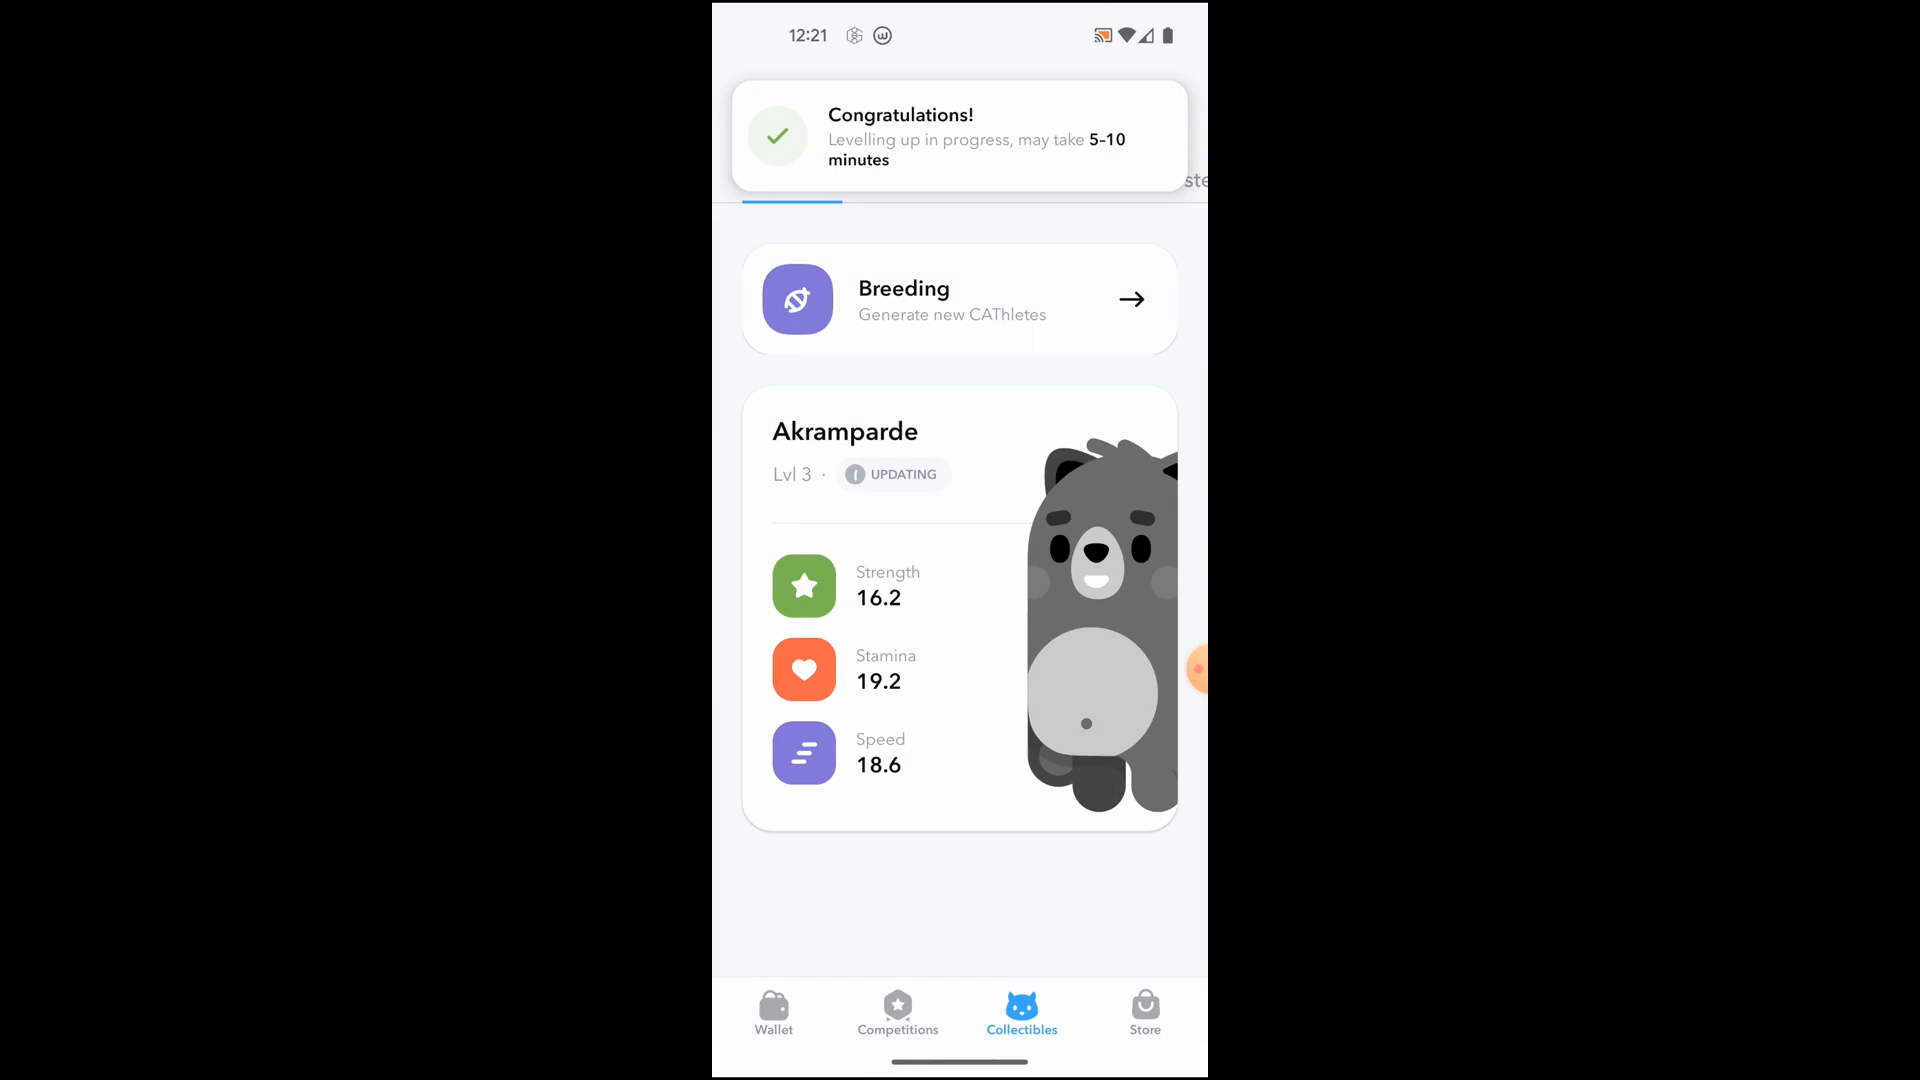 12:21
Congratulations!
Levelling up in progress, may take 5-10
minutes
ste
Breeding
Generate new CAThletes
Akramparde
Lvl 3 · UPDATING
Strength
16.2
Stamina
19.2
Speed
18.6
Wallet
Competitions
Collectibles
Store